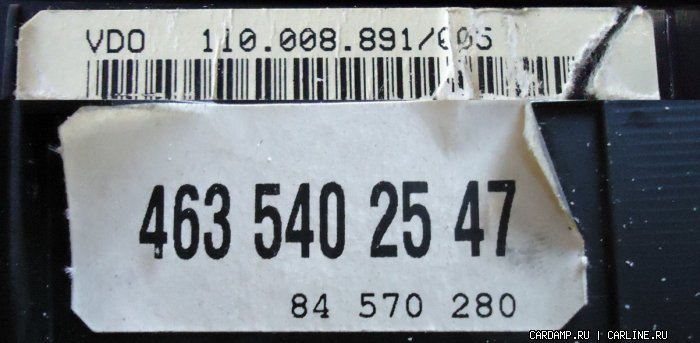 VDO 110.008.891/005
463 540 25 47
84 570 280
CARDAMP.RU | CARLINE.RU